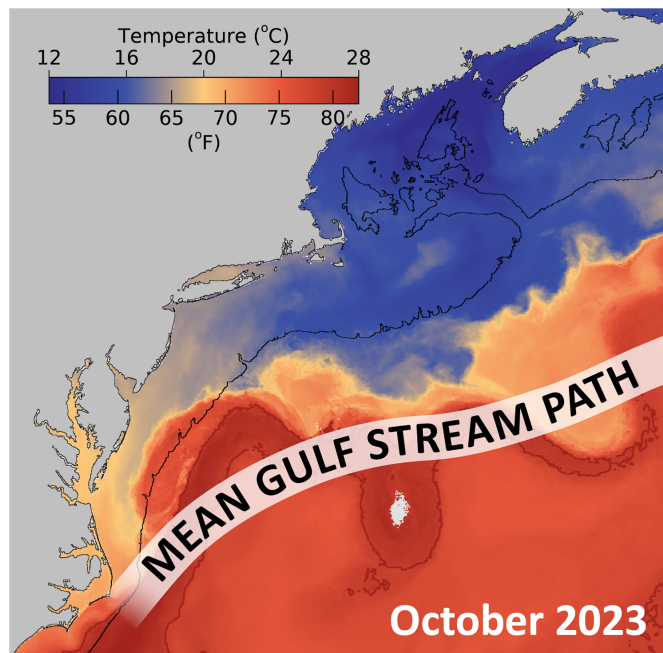 Temperature (°C)
12 16 20 24 28
55 60 65 70 75 80
(°F)
MEAN GULF STREAM PATH
October 2023